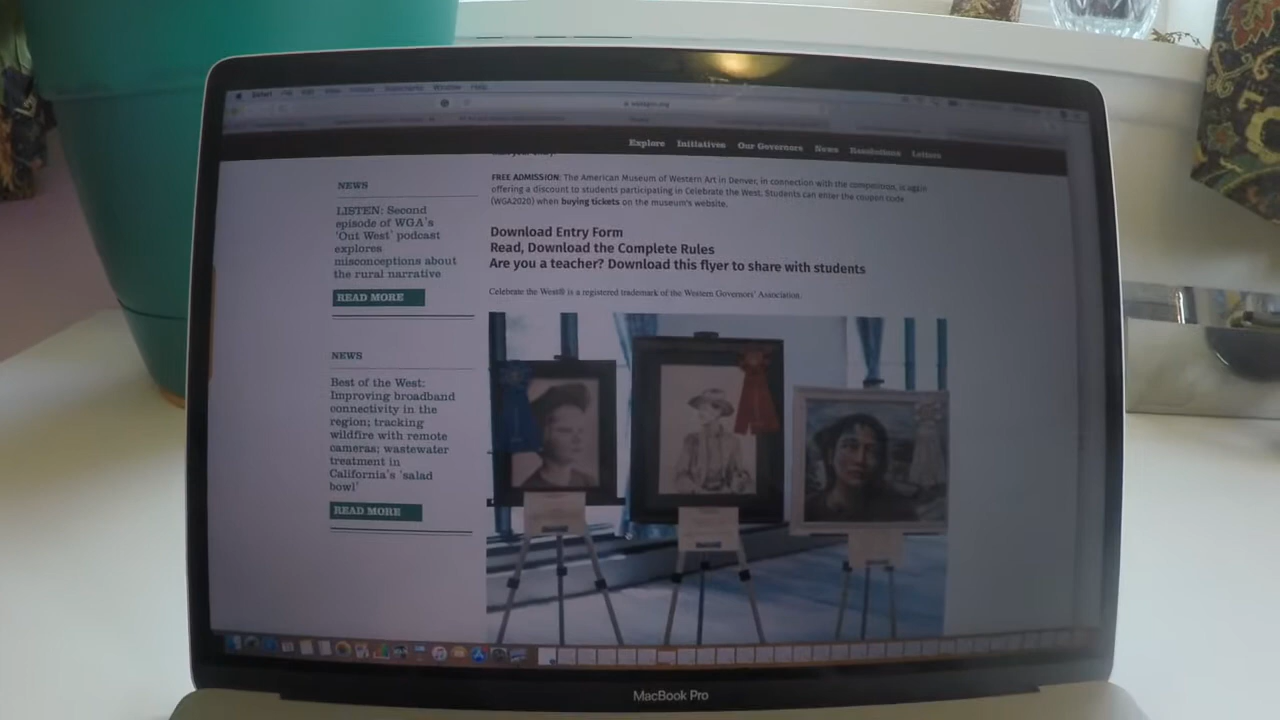 Window Help
Explore Initiatives Our Governors News Resolutions Letters
NEWS
LISTEN: Second
episode of WGA's
'Out West' podcast
explores
misconceptions about
the rural narrative
READ MORE
NEWS
Best of the West:
Improving broadband
connectivity in the
region; tracking
wildfire with remote
cameras; wastewater
treatment in
California's 'salad
bowl'
READ MORE
FREE ADMISSION: The American Museum of Western Art in Denver, in connection with the competition, is again
offering a discount to students participating in Celebrate the West. Students can enter the coupon code
(WGA2020) when buying tickets on the museum's website.
Download Entry Form
Read, Download the Complete Rules
Are you a teacher? Download this flyer to share with students
Celebrate the West® is a registered trademark of the Western Governors' Association.
MacBook Pro